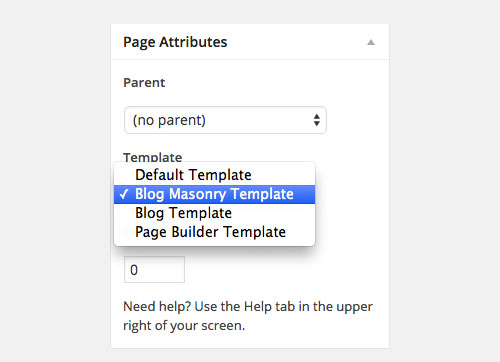 Page Attributes
Parent
(no parent)
Template
Default Template
✓ Blog Masonry Template
Blog Template
Page Builder Template
0
Need help? Use the Help tab in the upper
right of your screen.